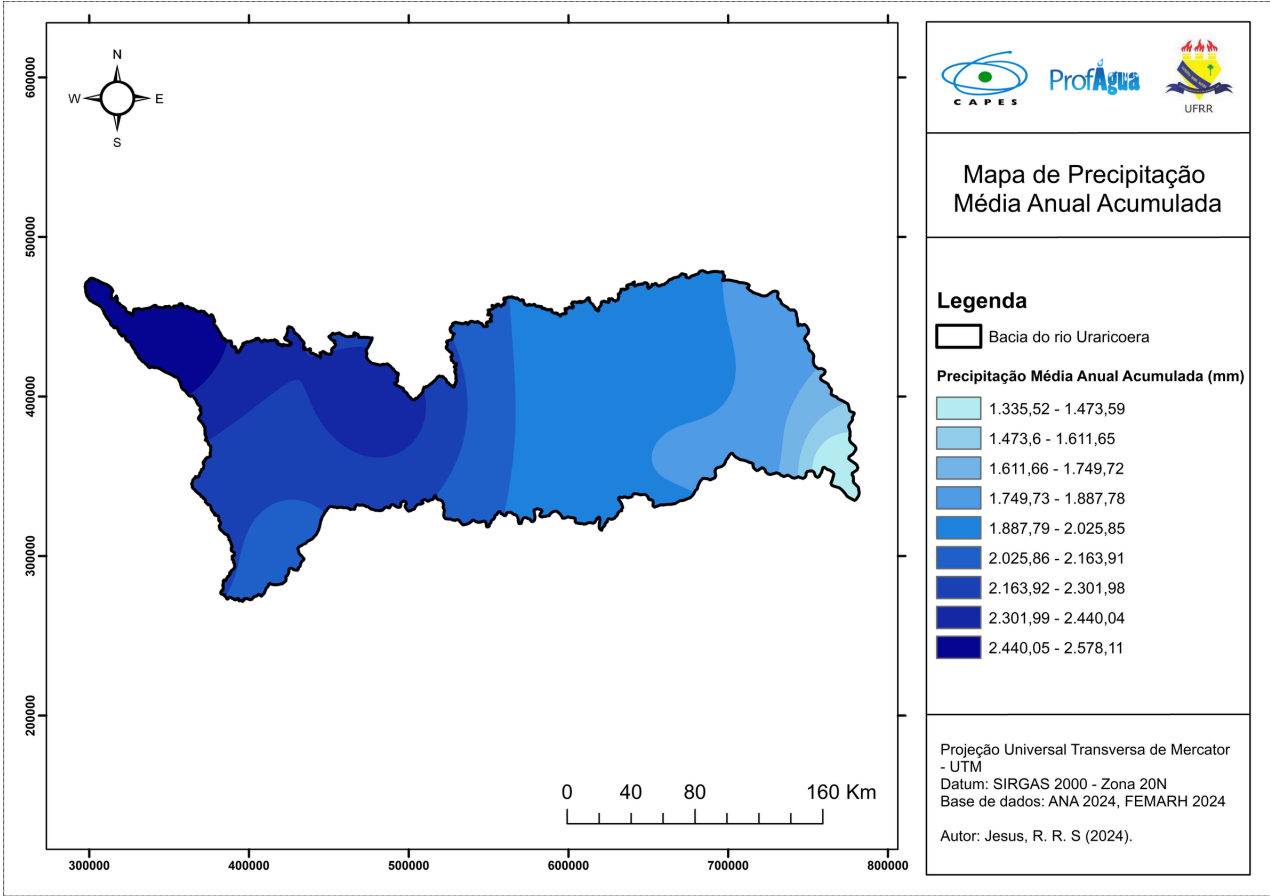 N
W
E
S
600000
500000
400000
300000
200000
300000
400000
500000
600000
700000
800000
0 40 80 160 Km
CAPES
ProfÁgua
UFRR
Mapa de Precipitação
Média Anual Acumulada
Legenda
Bacia do rio Uraricoera
Precipitação Média Anual Acumulada (mm)
1.335,52 - 1.473,59
1.473,6 - 1.611,65
1.611,66 - 1.749,72
1.749,73 - 1.887,78
1.887,79 - 2.025,85
2.025,86 - 2.163,91
2.163,92 - 2.301,98
2.301,99 - 2.440,04
2.440,05 - 2.578,11
Projeção Universal Transversa de Mercator
- UTM
Datum: SIRGAS 2000 - Zona 20N
Base de dados: ANA 2024, FEMARH 2024
Autor: Jesus, R. R. S (2024).